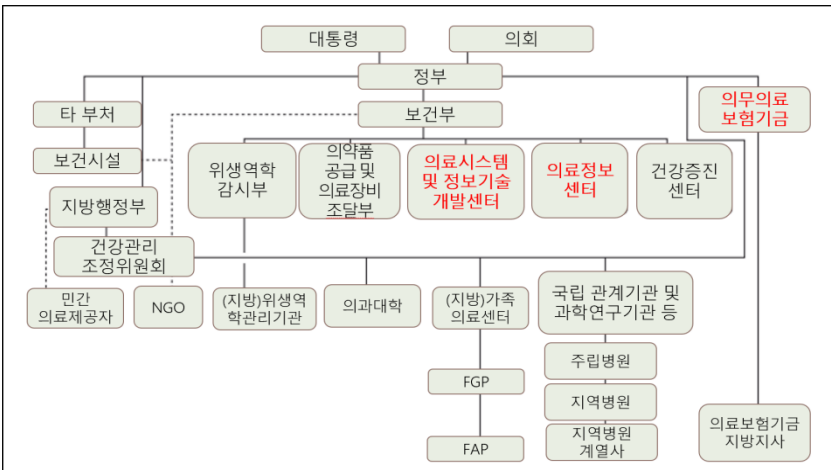 대통령
의회
정부
타 부처
보건부
의무의료
보험기금
보건시설
위생역학
감시부
의약품
공급 및
의료장비
조달부
의료시스템
및 정보기술
개발센터
의료정보
센터
건강증진
센터
지방행정부
건강관리
조정위원회
민간
의료제공자
NGO
(지방)위생역
학관리기관
의과대학
(지방)가족
의료센터
국립 관계기관 및
과학연구기관 등
주립병원
FGP
지역병원
의료보험기금
지방지사
FAP
지역병원
계열사